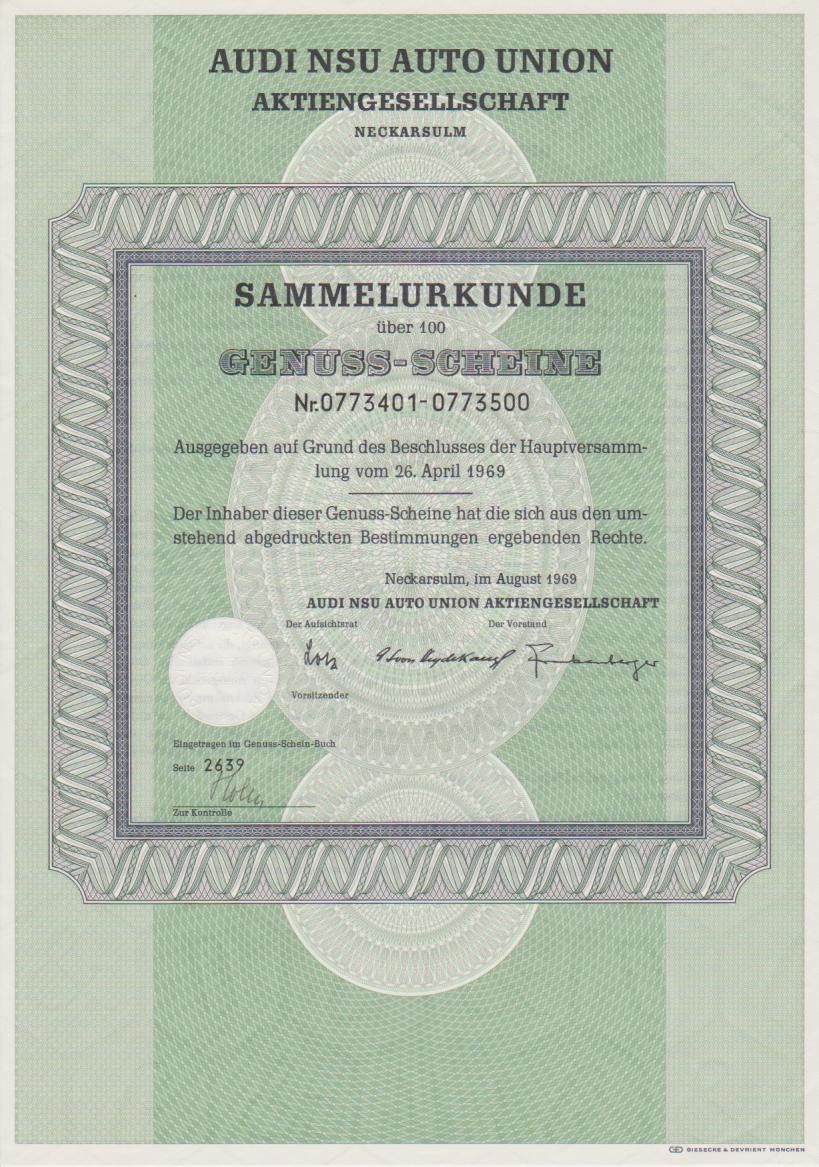 AUDI NSU AUTO UNION
AKTIENGESELLSCHAFT
NECKARSULM
SAMMELURKUNDE
über 100
GENUSS-SCHEINE
Nr.0773401-0773500
Ausgegeben auf Grund des Beschlusses der Hauptversamm-
lung vom 26. April 1969
Der Inhaber dieser Genuss-Scheine hat die sich aus den um-
stehend abgedruckten Bestimmungen ergebenden Rechte.
Neckarsulm, im August 1969
AUDI NSU AUTO UNION AKTIENGESELLSCHAFT
Der Aufsichtsrat Der Vorstand
Lotz
Vorsitzender
Eingetragen im Genuss-Schein-Buch
Seite 2639
Zur Kontrolle
GIESECKE & DEVRIENT MÜNCHEN